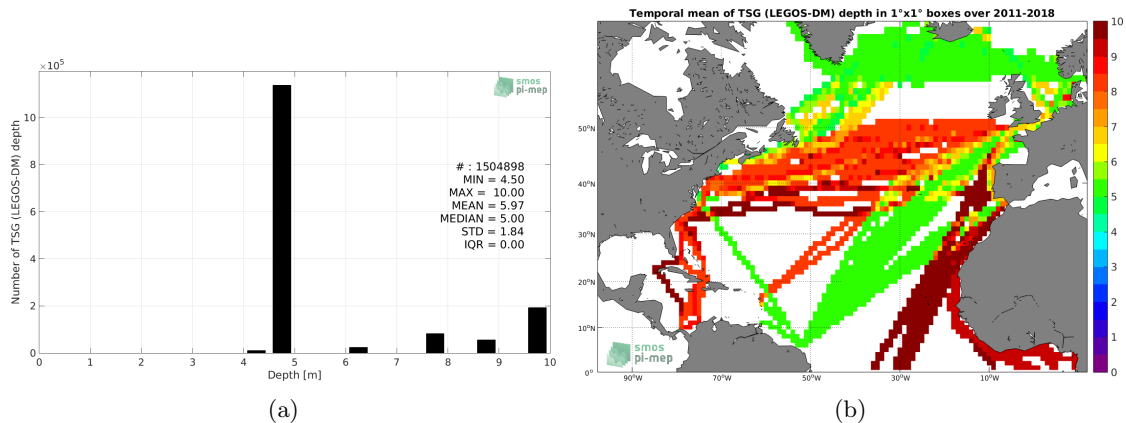 ×10⁵
10
8
6
4
2
0
Number of TSG (LEGOS-DM) depth
smos
pi-mep
# : 1504898
MIN = 4.50
MAX = 10.00
MEAN = 5.97
MEDIAN = 5.00
STD = 1.84
IQR = 0.00
0 1 2 3 4 5 6 7 8 9 10
Depth [m]
(a)
Temporal mean of TSG (LEGOS-DM) depth in 1°x1° boxes over 2011-2018
50°N
40°N
30°N
20°N
10°N
0°
90°W 70°W 50°W 30°W 10°W
smos
pi-mep
10
9
8
7
6
5
4
3
2
1
0
(b)